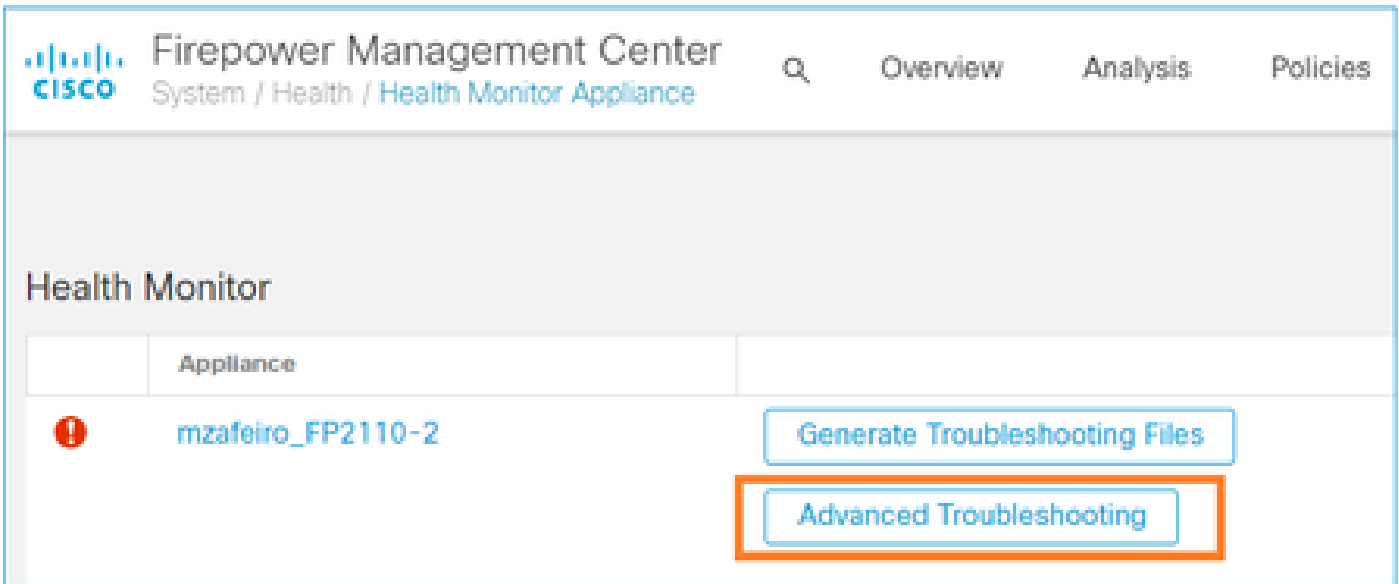 Firepower Management Center
CISCO
System / Health / Health Monitor Appliance
Overview
Analysis
Policies
Health Monitor
Appliance
mzafeiro_FP2110-2
Generate Troubleshooting Files
Advanced Troubleshooting